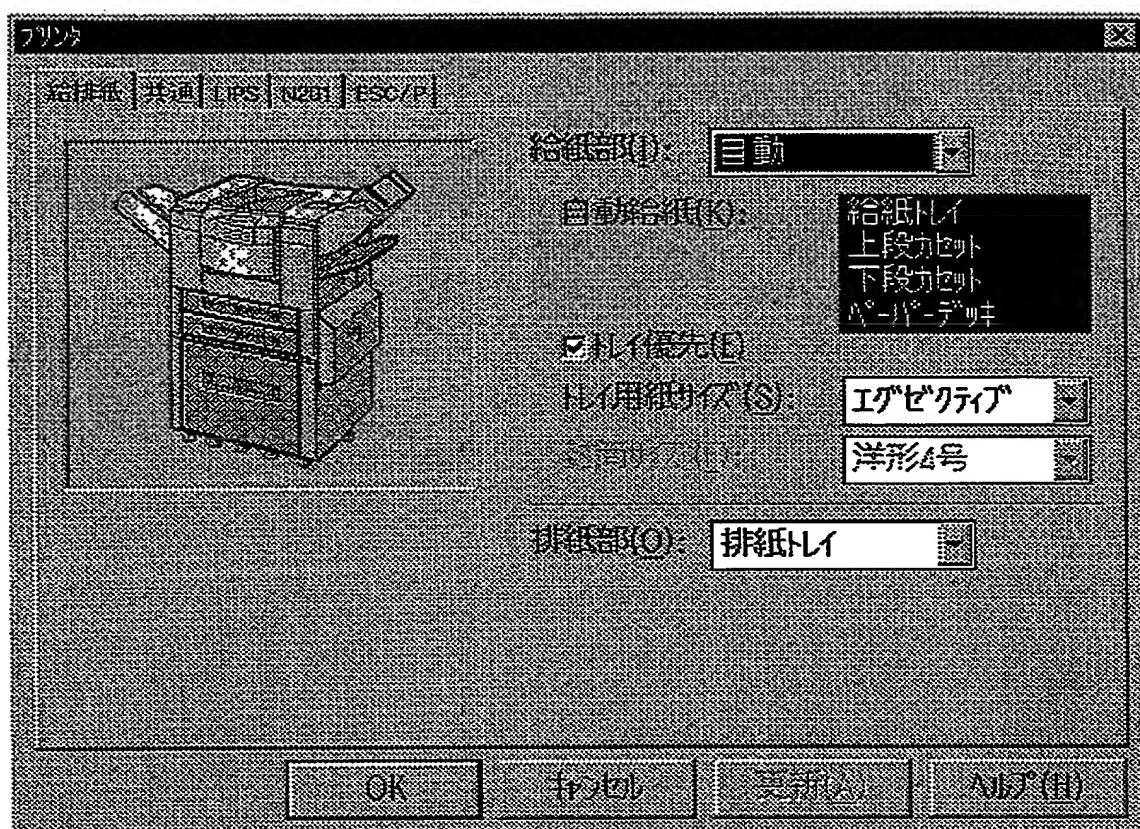 プリンタ
給排紙 共通 LIPS N201 ESC/P
給紙部(I): 自動
自動給紙(K): 給紙トレイ
上段カセット
下段カセット
ペーパーデッキ
トレイ優先(E)
トレイ用紙サイズ(S): エグゼクティブ
洋形4号
排紙部(O): 排紙トレイ
OK キャンセル 更新(A) ヘルプ(H)